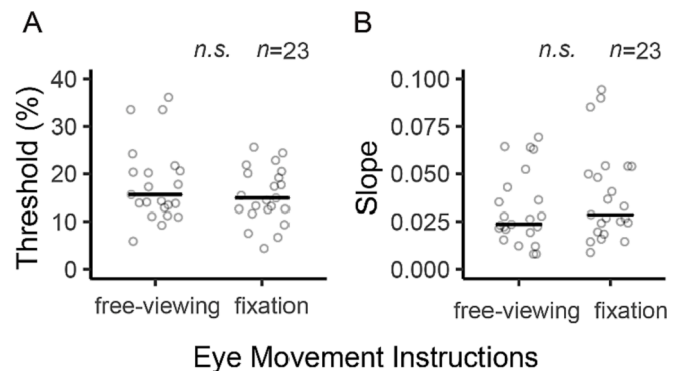 A
n.s. n=23
Threshold (%)
40
30
20
10
0
free-viewing fixation
B
n.s. n=23
Slope
0.100
0.075
0.050
0.025
0.000
free-viewing fixation
Eye Movement Instructions